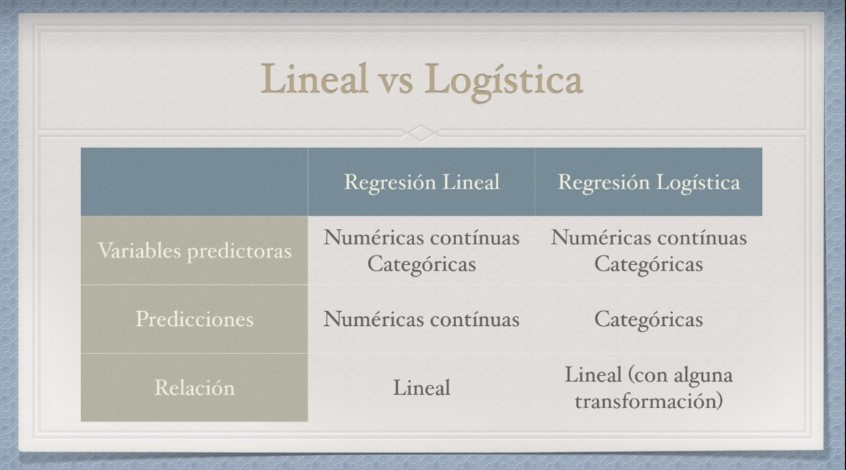 Lineal vs Logística
Regresión Lineal
Regresión Logística
Variables predictoras
Numéricas contínuas
Categóricas
Numéricas contínuas
Categóricas
Predicciones
Numéricas contínuas
Categóricas
Relación
Lineal
Lineal (con alguna
transformación)